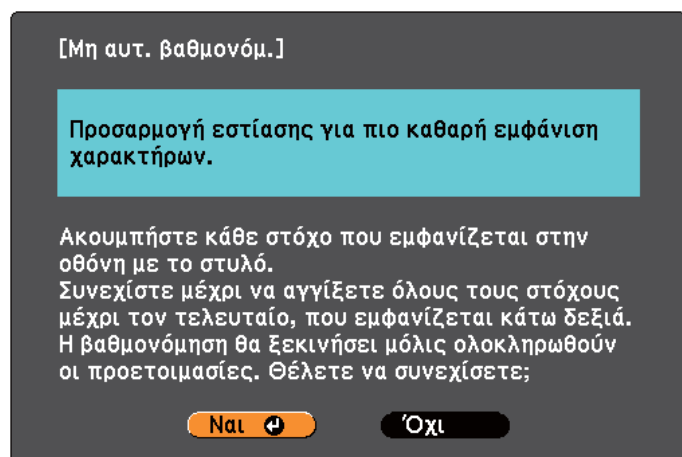 [Μη αυτ. βαθμονόμ.]
Προσαρμογή εστίασης για πιο καθαρή εμφάνιση
χαρακτήρων.
Ακουμπήστε κάθε στόχο που εμφανίζεται στην
οθόνη με το στυλό.
Συνεχίστε μέχρι να αγγίξετε όλους τους στόχους
μέχρι τον τελευταίο, που εμφανίζεται κάτω δεξιά.
Η βαθμονόμηση θα ξεκινήσει μόλις ολοκληρωθούν
οι προετοιμασίες. Θέλετε να συνεχίσετε;
Ναι Όχι